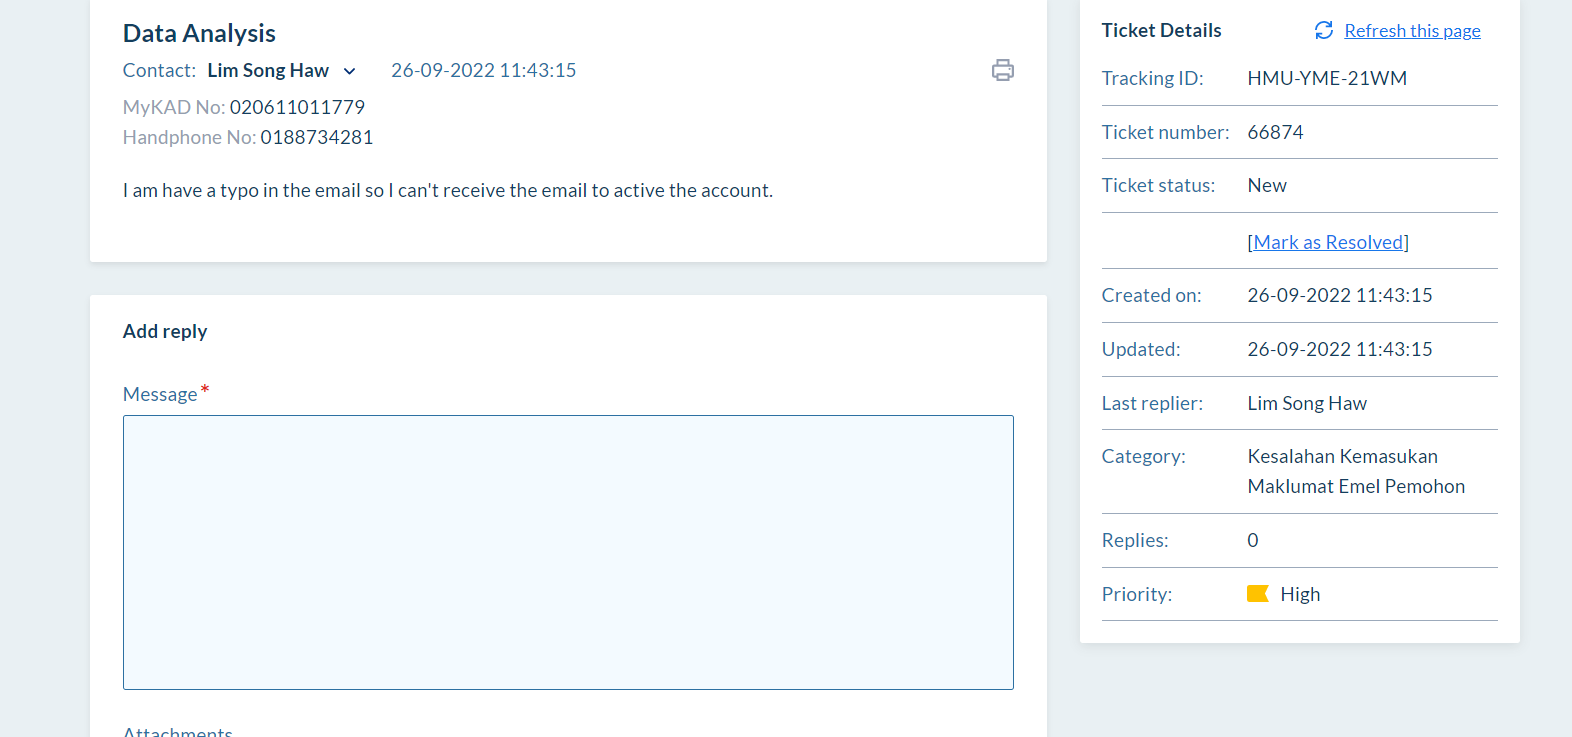 Data Analysis
Contact: Lim Song Haw 26-09-2022 11:43:15
MyKAD No: 020611011779
Handphone No: 0188734281
I am have a typo in the email so I can't receive the email to active the account.
Add reply
Message*
Attachments
Ticket Details Refresh this page
Tracking ID: HMU-YME-21WM
Ticket number: 66874
Ticket status: New
[Mark as Resolved]
Created on: 26-09-2022 11:43:15
Updated: 26-09-2022 11:43:15
Last replier: Lim Song Haw
Category: Kesalahan Kemasukan
Maklumat Emel Pemohon
Replies: 0
Priority: High